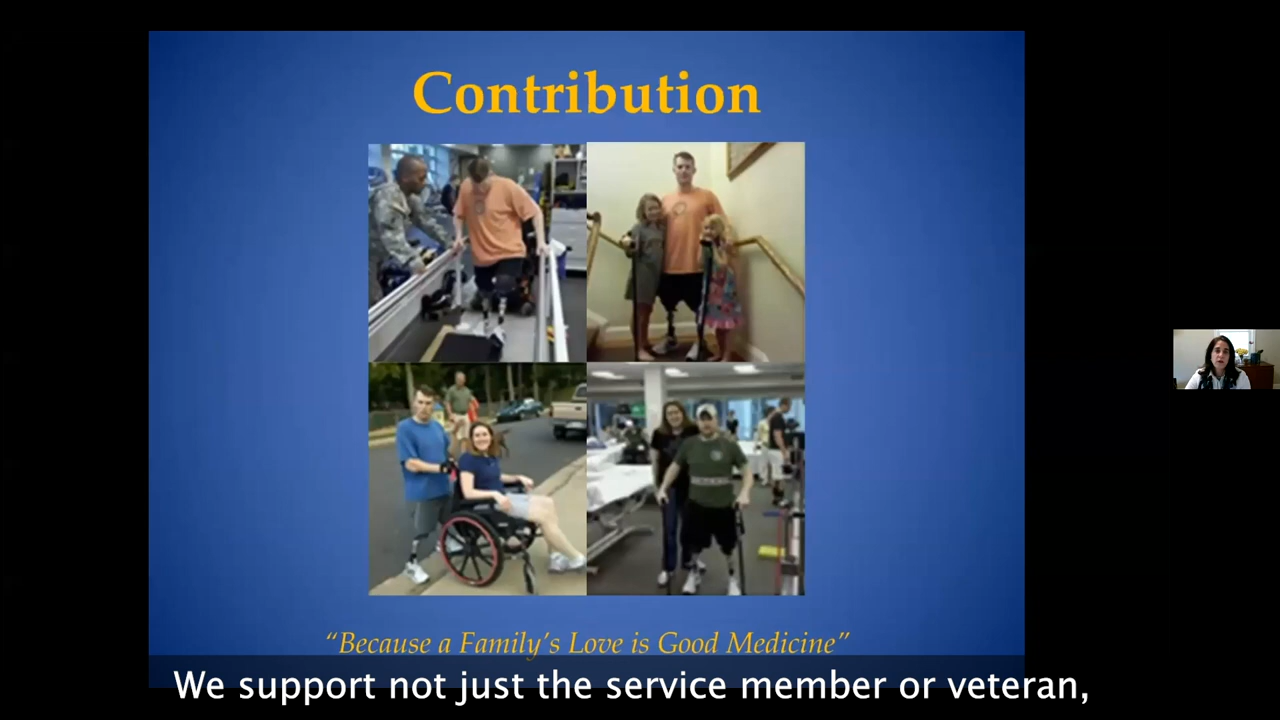 Contribution
“Because a Family’s Love is Good Medicine”
We support not just the service member or veteran,